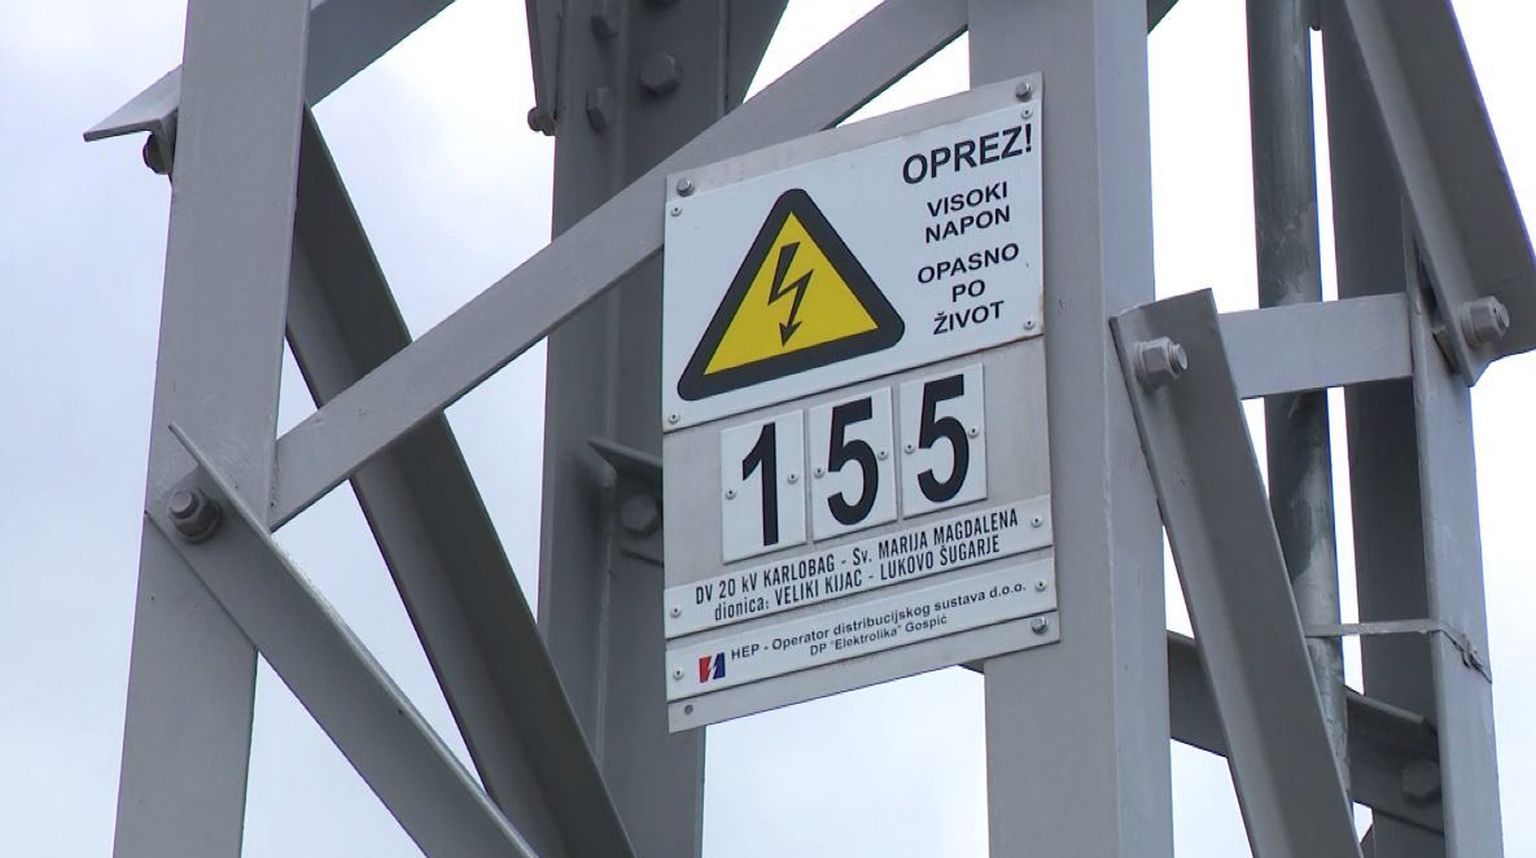 OPREZ!
VISOKI
NAPON
OPASNO
PO
ŽIVOT
155
DV 20 kV KARLOBAG - Sv. MARIJA MAGDALENA
dionica: VELIKI KIJAC - LUKOVO ŠUGARJE
HEP - Operator distribucijskog sustava d.o.o.
DP "Elektrolika" Gospić